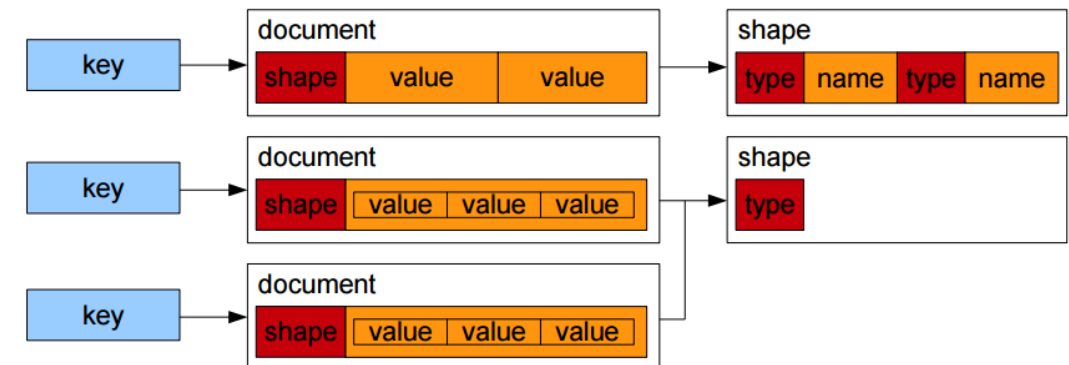 document shape
key shape value value type name type name
document shape
key shape value value value type
document
key shape value value value